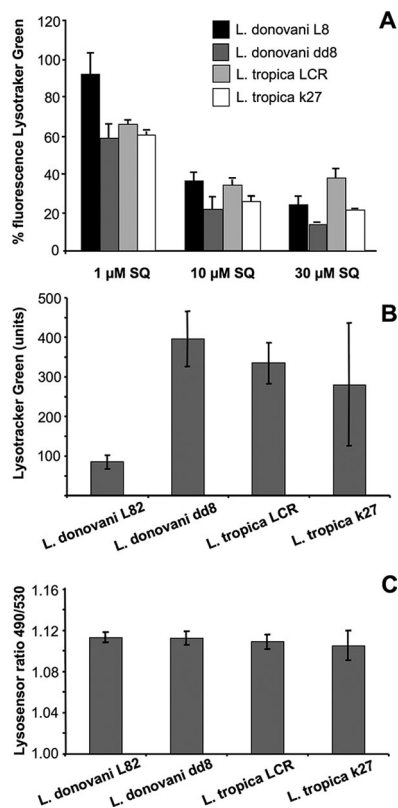 A
L. donovani L8
L. donovani dd8
L. tropica LCR
L. tropica k27
% fluorescence Lysotraker Green
100
80
60
40
20
0
1 µM SQ 10 µM SQ 30 µM SQ
B
Lysotracker Green (units)
500
400
300
200
100
L. donovani L82 L. donovani dd8 L. tropica LCR L. tropica k27
C
Lysosensor ratio 490/530
1.16
1.12
1.08
1.04
1.00
L. donovani L82 L. donovani dd8 L. tropica LCR L. tropica k27